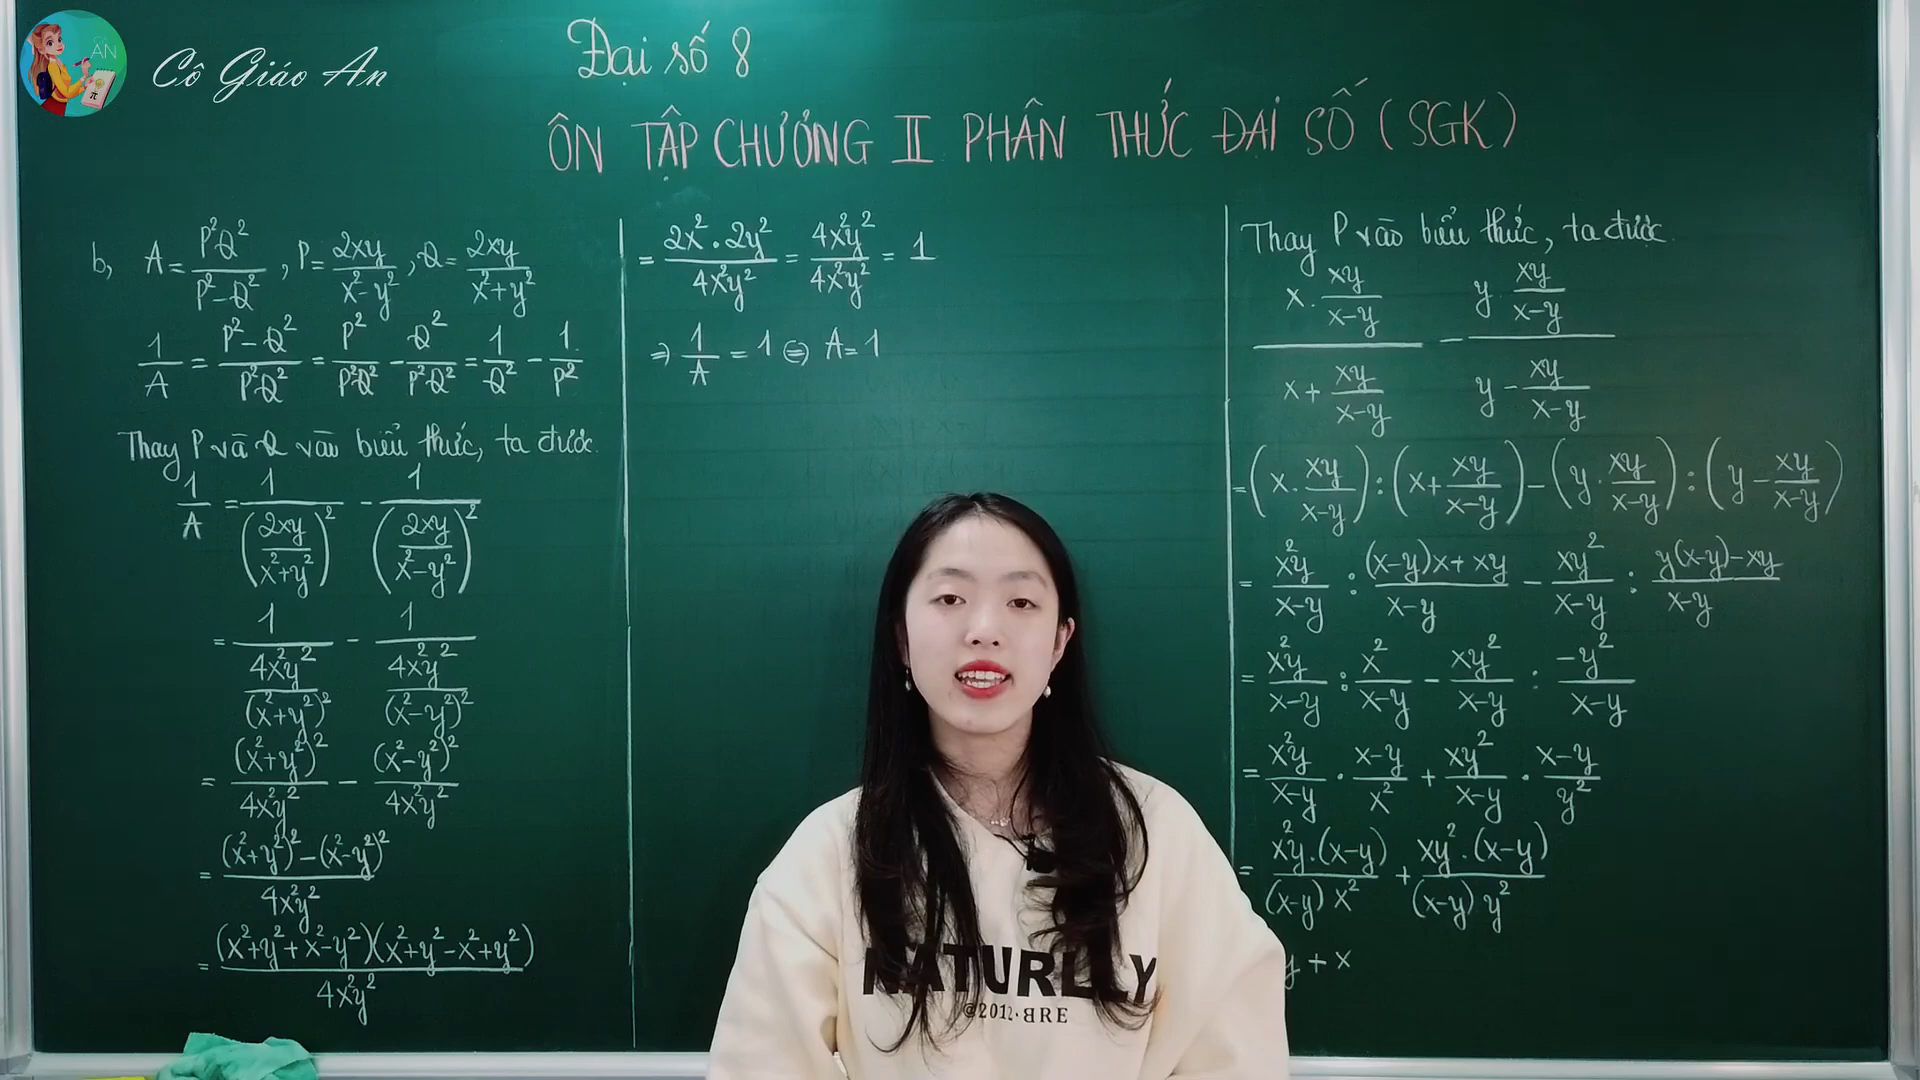 ÂN
Cô Giáo An
Đại số 8
ÔN TẬP CHƯƠNG II PHÂN THỨC ĐẠI SỐ (SGK)
b, A = P²Q²/(P²-Q²), P = 2xy/(x²-y²), Q = 2xy/(x²+y²)
1/A = (P²-Q²)/(P²Q²) = P²/(P²Q²) - Q²/(P²Q²) = 1/Q² - 1/P²
Thay P và Q vào biểu thức, ta được
1/A = 1/(2xy/(x²+y²))² - 1/(2xy/(x²-y²))²
= 1/(4x²y²/(x²+y²)²) - 1/(4x²y²/(x²-y²)²)
= (x²+y²)²/(4x²y²) - (x²-y²)²/(4x²y²)
= ((x²+y²)²-(x²-y²)²)/(4x²y²)
= (x²+y²+x²-y²)(x²+y²-x²+y²)/(4x²y²)
= (2x².2y²)/(4x²y²) = 4x²y²/(4x²y²) = 1
⇒ 1/A = 1 ⇔ A = 1
Thay P vào biểu thức, ta được
(x.xy/(x-y))/(x+xy/(x-y)) - (y.xy/(x-y))/(y-xy/(x-y))
= (x.xy/(x-y)) : (x+xy/(x-y)) - (y.xy/(x-y)) : (y-xy/(x-y))
= x²y/(x-y) : ((x-y)x+xy)/(x-y) - xy²/(x-y) : (y(x-y)-xy)/(x-y)
= x²y/(x-y) : x²/(x-y) - xy²/(x-y) : -y²/(x-y)
= x²y/(x-y) . (x-y)/x² + xy²/(x-y) . (x-y)/y²
= x²y.(x-y)/((x-y)x²) + xy².(x-y)/((x-y)y²)
y + x
NATURLLY
©2012·BRE